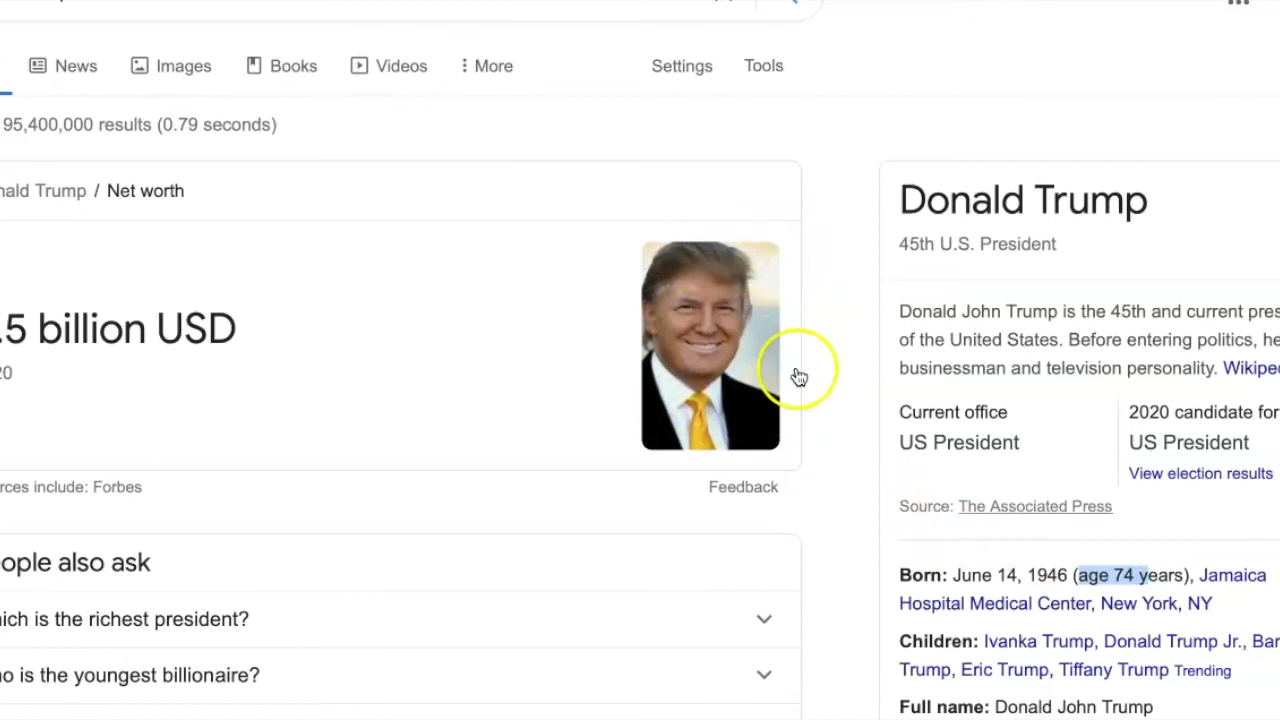 News Images Books Videos More Settings Tools
95,400,000 results (0.79 seconds)
nald Trump / Net worth
.5 billion USD
20
rces include: Forbes
Feedback
ople also ask
ich is the richest president?
o is the youngest billionaire?
Donald Trump
45th U.S. President
Donald John Trump is the 45th and current pres
of the United States. Before entering politics, he
businessman and television personality. Wikipe
Current office
US President
2020 candidate for
US President
View election results
Source: The Associated Press
Born: June 14, 1946 (age 74 years), Jamaica
Hospital Medical Center, New York, NY
Children: Ivanka Trump, Donald Trump Jr., Bar
Trump, Eric Trump, Tiffany Trump Trending
Full name: Donald John Trump